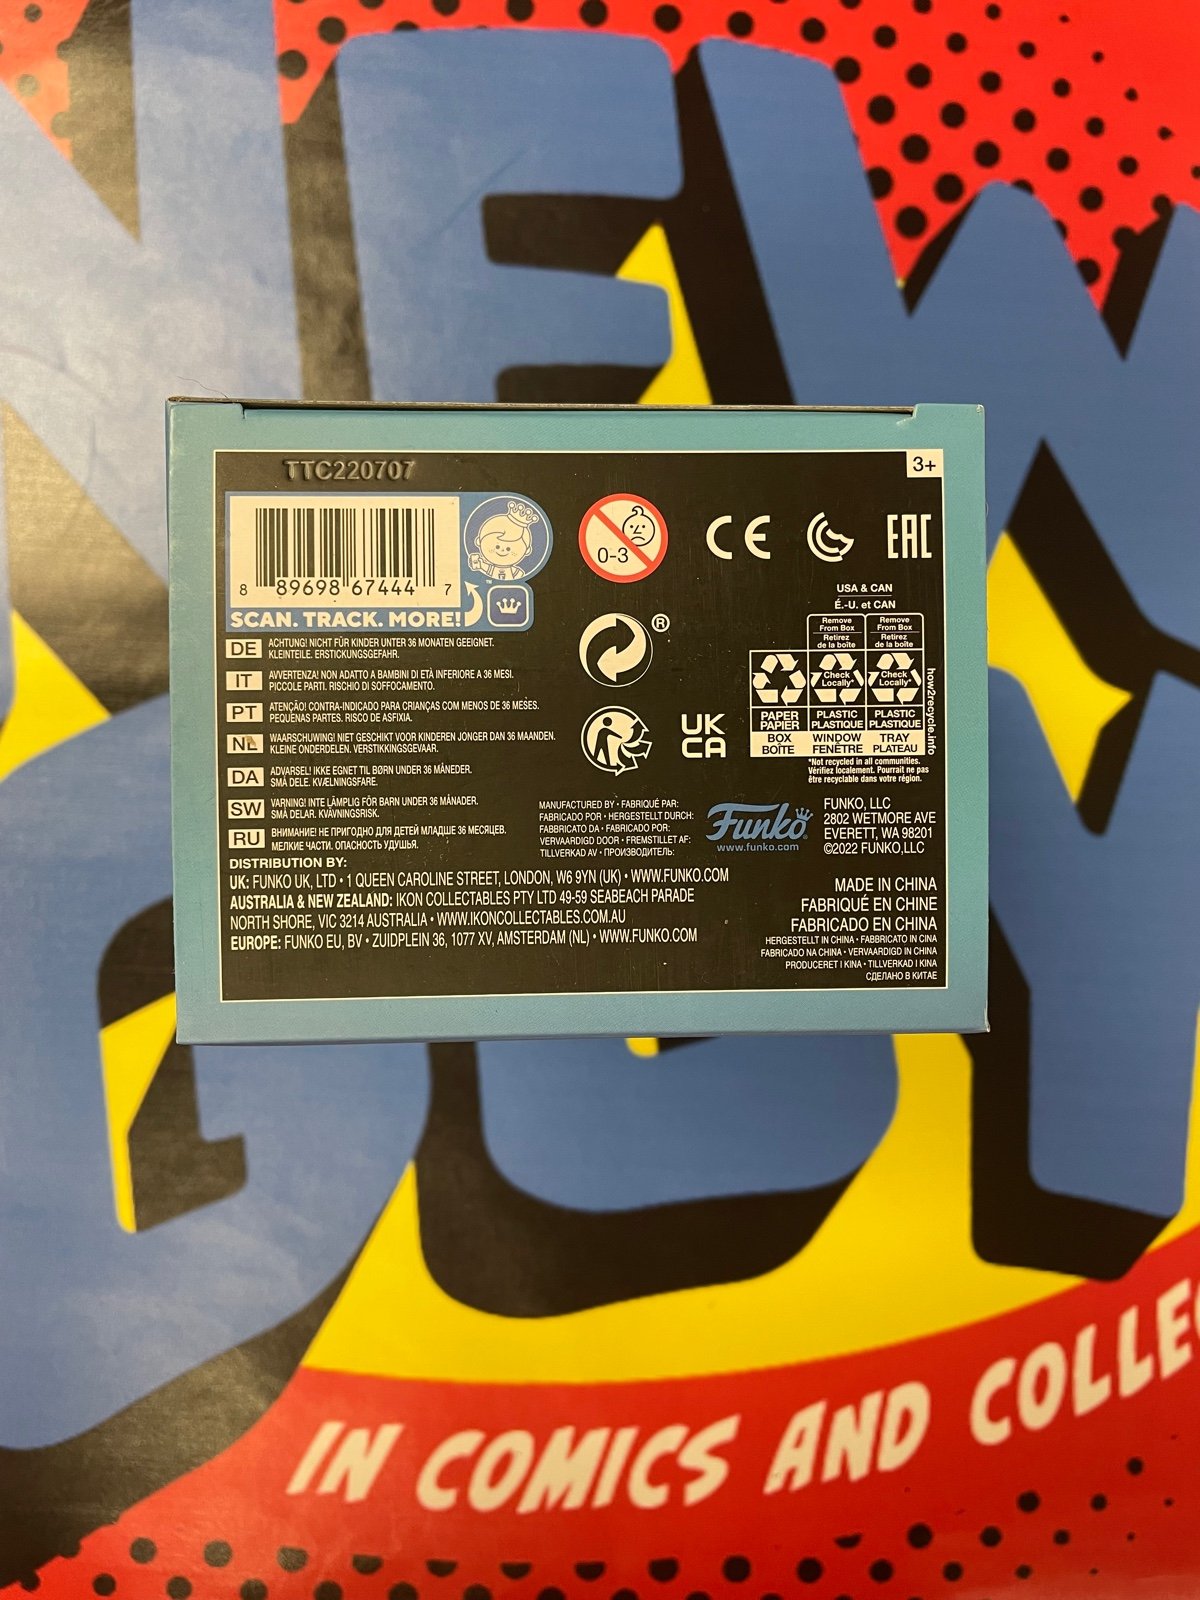 NEW
GUY
TTC220707
3+
8 89698 67444 7
™
SCAN. TRACK. MORE!
0-3
CE
EAC
USA & CAN
É.-U. et CAN
Remove From Box
Retirez de la boîte
Remove From Box
Retirez de la boîte
Check Locally*
Check Locally*
PAPER
PAPIER
BOX
BOÎTE
PLASTIC
PLASTIQUE
WINDOW
FENÊTRE
PLASTIC
PLASTIQUE
TRAY
PLATEAU
how2recycle.info
*Not recycled in all communities.
Vérifiez localement. Pourrait ne pas
être recyclable dans votre région.
®
UK
CA
DE ACHTUNG! NICHT FÜR KINDER UNTER 36 MONATEN GEEIGNET.
KLEINTEILE. ERSTICKUNGSGEFAHR.
IT AVVERTENZA! NON ADATTO A BAMBINI DI ETÀ INFERIORE A 36 MESI.
PICCOLE PARTI. RISCHIO DI SOFFOCAMENTO.
PT ATENÇÃO! CONTRA-INDICADO PARA CRIANÇAS COM MENOS DE 36 MESES.
PEQUENAS PARTES. RISCO DE ASFIXIA.
NL WAARSCHUWING! NIET GESCHIKT VOOR KINDEREN JONGER DAN 36 MAANDEN.
KLEINE ONDERDELEN. VERSTIKKINGSGEVAAR.
DA ADVARSEL! IKKE EGNET TIL BØRN UNDER 36 MÅNEDER.
SMÅ DELE. KVÆLNINGSFARE.
SW VARNING! INTE LÄMPLIG FÖR BARN UNDER 36 MÅNADER.
SMÅ DELAR. KVÄVNINGSRISK.
RU ВНИМАНИЕ! НЕ ПРИГОДНО ДЛЯ ДЕТЕЙ МЛАДШЕ 36 МЕСЯЦЕВ.
МЕЛКИЕ ЧАСТИ. ОПАСНОСТЬ УДУШЬЯ.
MANUFACTURED BY • FABRIQUÉ PAR:
FABRICADO POR • HERGESTELLT DURCH:
FABBRICATO DA • FABRICADO POR:
VERVAARDIGD DOOR • FREMSTILLET AF:
TILLVERKAD AV • ПРОИЗВОДИТЕЛЬ:
Funko
www.funko.com
FUNKO, LLC
2802 WETMORE AVE
EVERETT, WA 98201
©2022 FUNKO,LLC
DISTRIBUTION BY:
UK: FUNKO UK, LTD • 1 QUEEN CAROLINE STREET, LONDON, W6 9YN (UK) • WWW.FUNKO.COM
AUSTRALIA & NEW ZEALAND: IKON COLLECTABLES PTY LTD 49-59 SEABEACH PARADE
NORTH SHORE, VIC 3214 AUSTRALIA • WWW.IKONCOLLECTABLES.COM.AU
EUROPE: FUNKO EU, BV • ZUIDPLEIN 36, 1077 XV, AMSTERDAM (NL) • WWW.FUNKO.COM
MADE IN CHINA
FABRIQUÉ EN CHINE
FABRICADO EN CHINA
HERGESTELLT IN CHINA • FABBRICATO IN CINA
FABRICADO NA CHINA • VERVAARDIGD IN CHINA
PRODUCERET I KINA • TILLVERKAD I KINA
СДЕЛАНО В КИТАЕ
IN COMICS AND COLLE